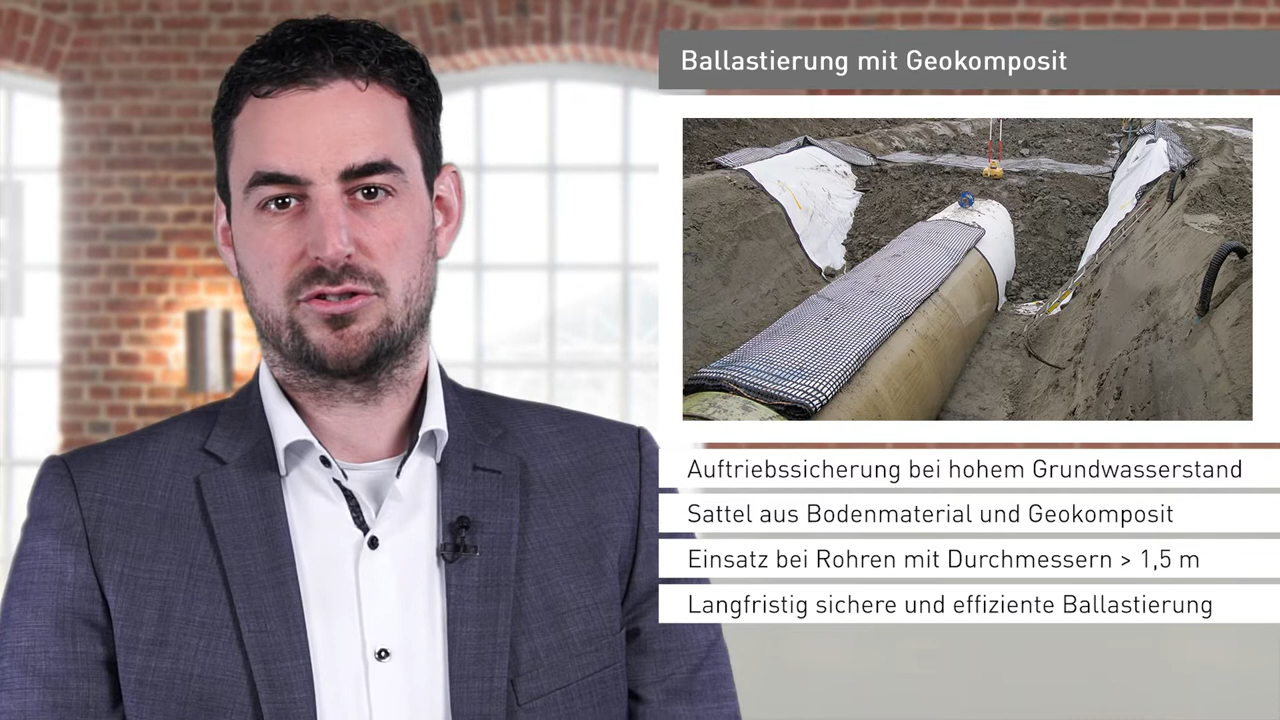 Ballastierung mit Geokomposit
Auftriebssicherung bei hohem Grundwasserstand
Sattel aus Bodenmaterial und Geokomposit
Einsatz bei Rohren mit Durchmessern > 1,5 m
Langfristig sichere und effiziente Ballastierung